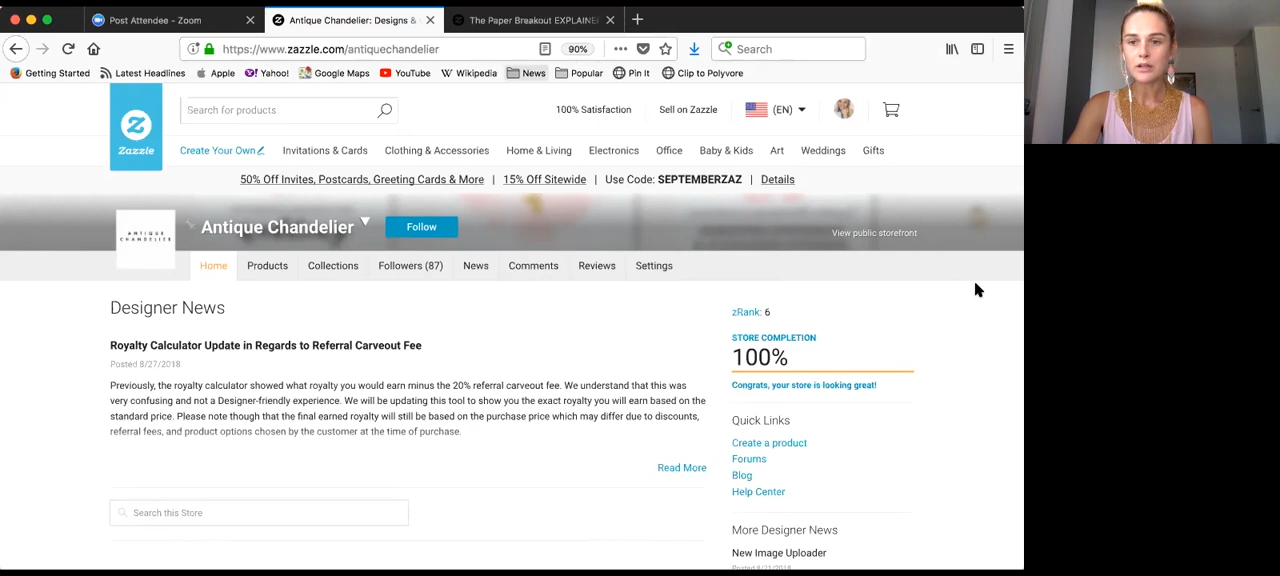 Post Attendee - Zoom
Antique Chandelier: Designs &
The Paper Breakout EXPLAINE
https://www.zazzle.com/antiquechandelier
90%
Search
Getting Started
Latest Headlines
Apple
Yahoo!
Google Maps
YouTube
Wikipedia
News
Popular
Pin It
Clip to Polyvore
Zazzle
Search for products
100% Satisfaction
Sell on Zazzle
(EN)
Create Your Own
Invitations & Cards
Clothing & Accessories
Home & Living
Electronics
Office
Baby & Kids
Art
Weddings
Gifts
50% Off Invites, Postcards, Greeting Cards & More | 15% Off Sitewide | Use Code: SEPTEMBERZAZ | Details
ANTIQUE
CHANDELIER
Antique Chandelier
Follow
View public storefront
Home
Products
Collections
Followers (87)
News
Comments
Reviews
Settings
Designer News
Royalty Calculator Update in Regards to Referral Carveout Fee
Posted 8/27/2018
Previously, the royalty calculator showed what royalty you would earn minus the 20% referral carveout fee. We understand that this was
very confusing and not a Designer-friendly experience. We will be updating this tool to show you the exact royalty you will earn based on the
standard price. Please note though that the final earned royalty will still be based on the purchase price which may differ due to discounts,
referral fees, and product options chosen by the customer at the time of purchase.
Read More
Search this Store
zRank: 6
STORE COMPLETION
100%
Congrats, your store is looking great!
Quick Links
Create a product
Forums
Blog
Help Center
More Designer News
New Image Uploader
Posted 8/21/2018